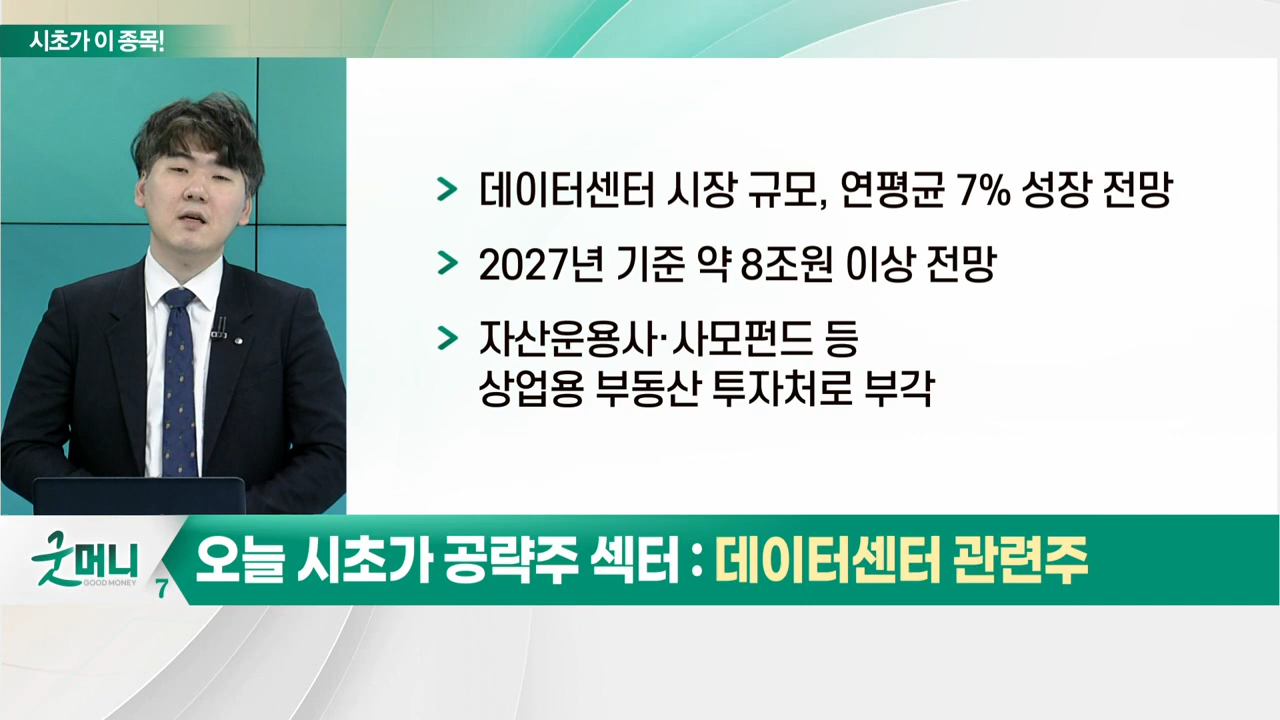 시초가 이 종목!
> 데이터센터 시장 규모, 연평균 7% 성장 전망
> 2027년 기준 약 8조원 이상 전망
> 자산운용사·사모펀드 등
상업용 부동산 투자처로 부각
굿머니
GOOD MONEY
7
오늘 시초가 공략주 섹터 : 데이터센터 관련주